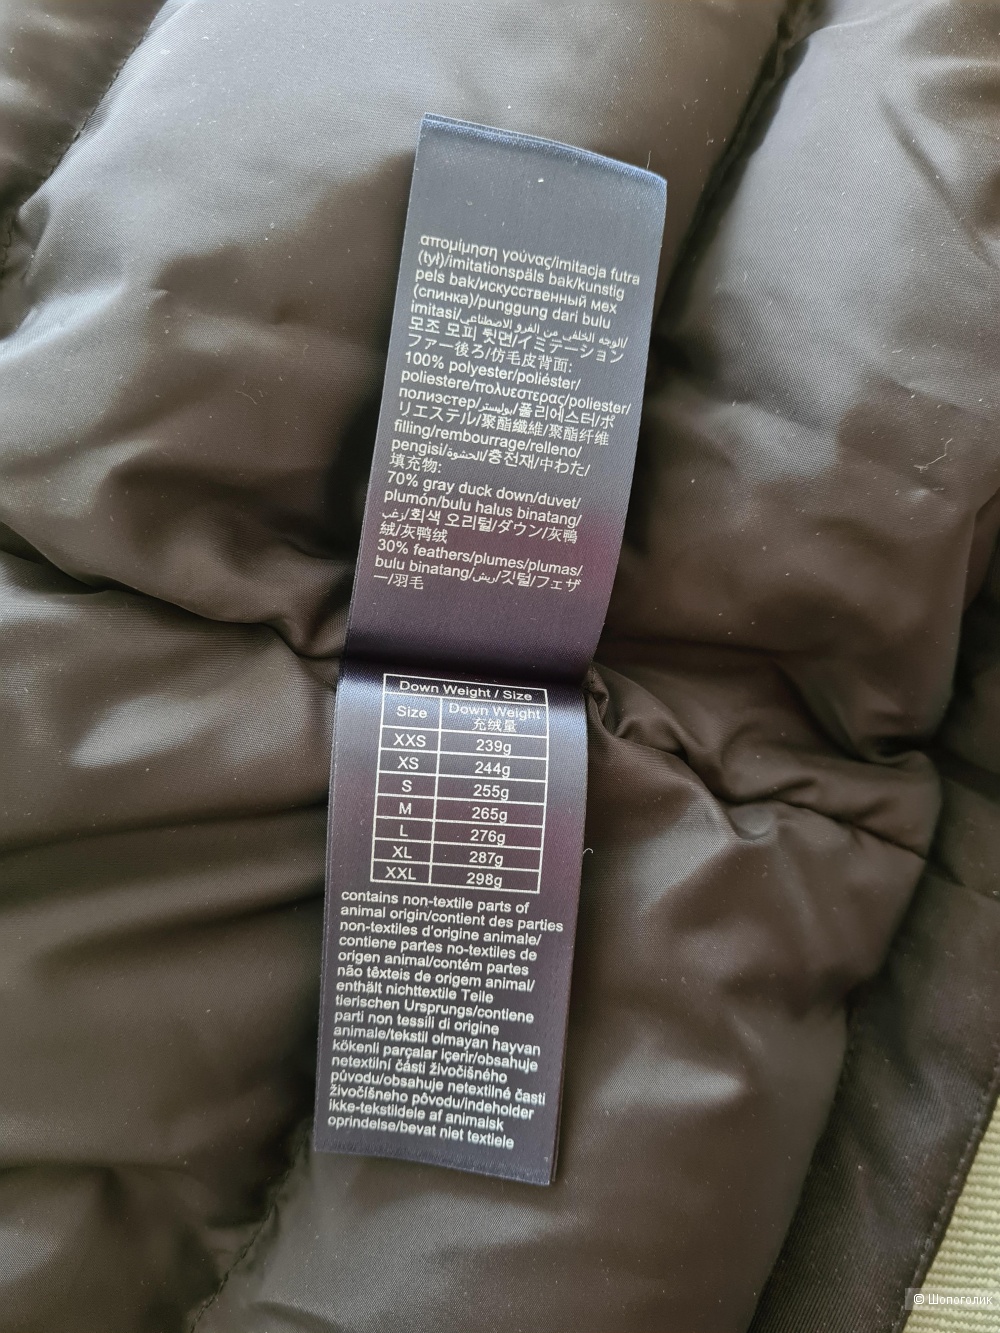 απομίμηση γούνας/imitacja futra
(tył)/imitationspäls bak/kunstig
pels bak/искусственный мех
(спинка)/punggung dari bulu
imitasi/الوجه الخلفي من الفرو الاصطناعي/
모조 모피 뒷면/イミテーション
ファー後ろ/仿毛皮背面:
100% polyester/poliéster/
poliestere/πολυεστερας/poliester/
полиэстер/بوليستر/폴리에스터/ポ
リエステル/聚酯纖維/聚酯纤维
filling/rembourrage/relleno/
pengisi/الحشوة/충전재/中わた/
填充物:
70% gray duck down/duvet/
plumón/bulu halus binatang/
زغب/회색 오리털/ダウン/灰鴨
絨/灰鸭绒
30% feathers/plumes/plumas/
bulu binatang/ريش/깃털/フェザ
ー/羽毛
Down Weight / Size
Size Down Weight
充绒量
XXS 239g
XS 244g
S 255g
M 265g
L 276g
XL 287g
XXL 298g
contains non-textile parts of
animal origin/contient des parties
non-textiles d'origine animale/
contiene partes no-textiles de
origen animal/contém partes
não têxteis de origem animal/
enthält nichttextile Teile
tierischen Ursprungs/contiene
parti non tessili di origine
animale/tekstil olmayan hayvan
kökenli parçalar içerir/obsahuje
netextilní části živočišného
původu/obsahuje netextilné časti
živočíšneho pôvodu/indeholder
ikke-tekstildele af animalsk
oprindelse/bevat niet textiele
© Шопоголик